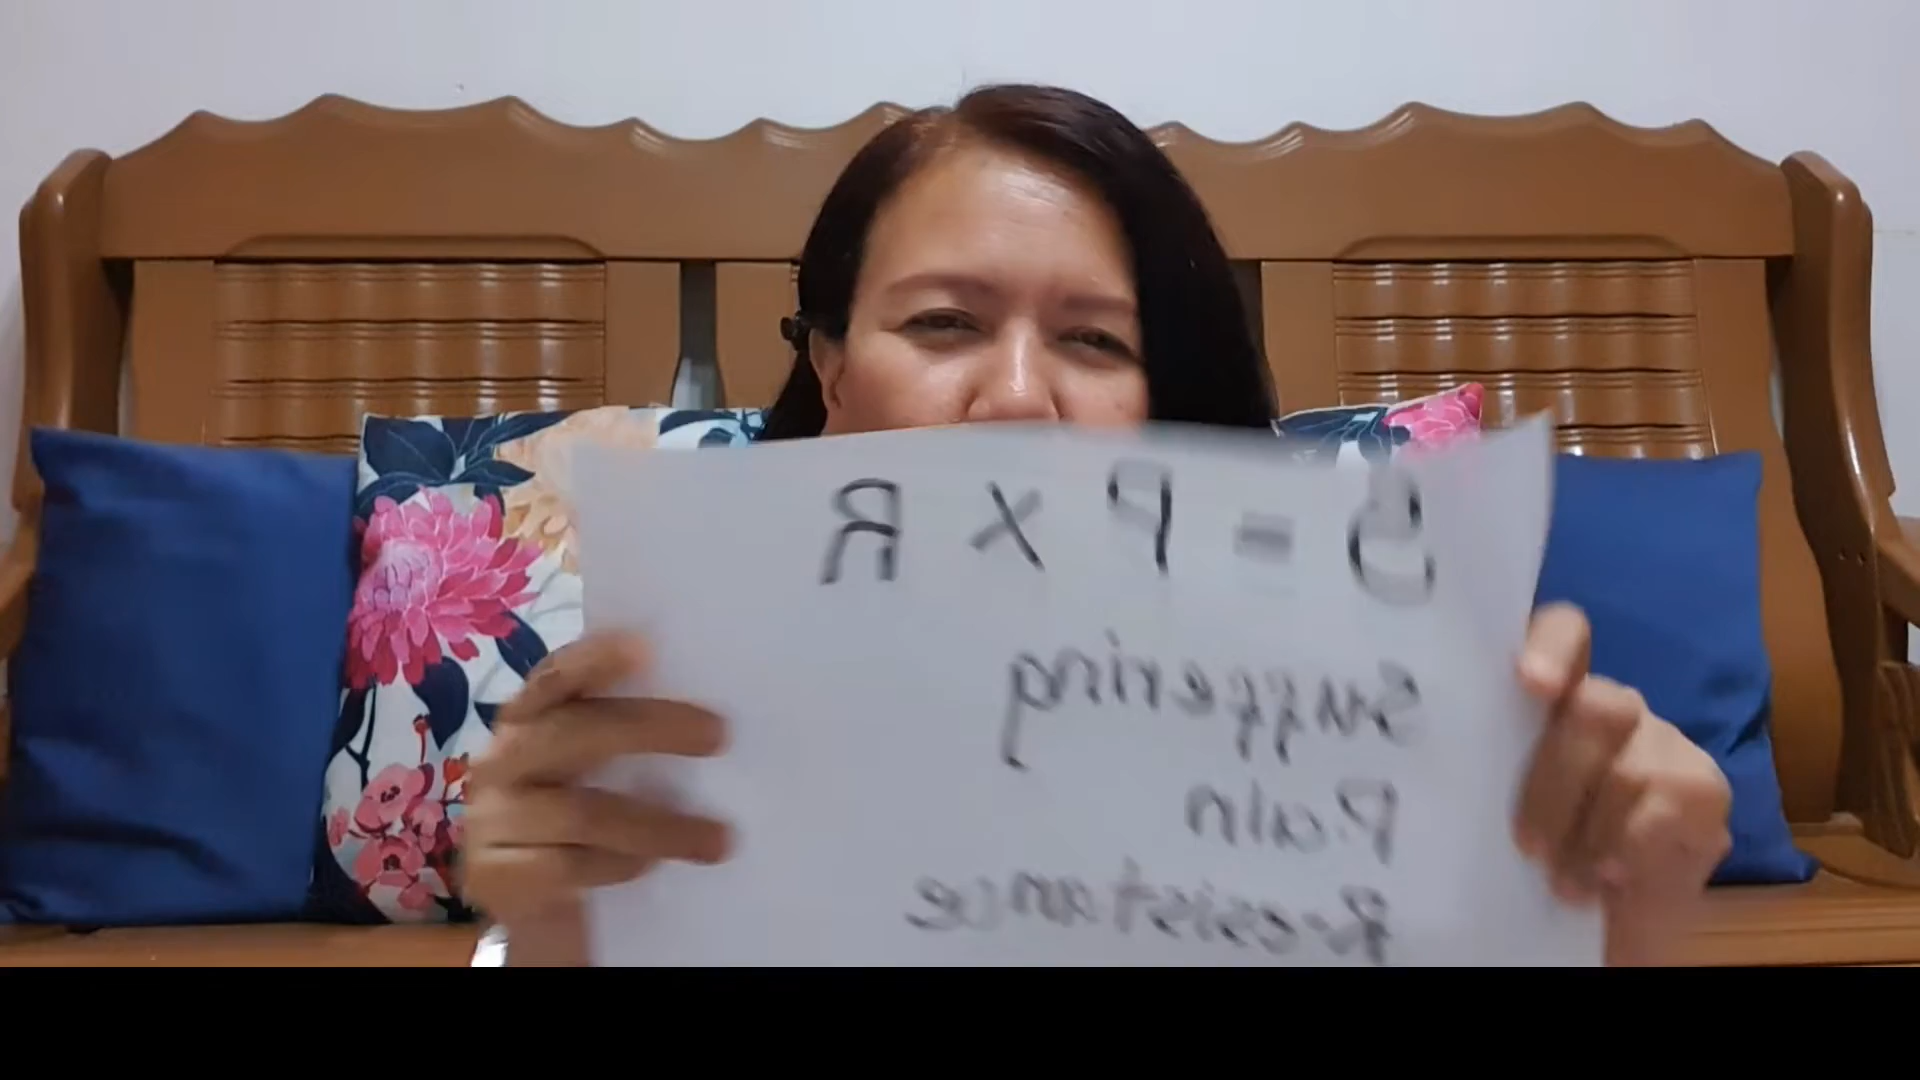 S = P X R
Suffering
Pain
Resistance